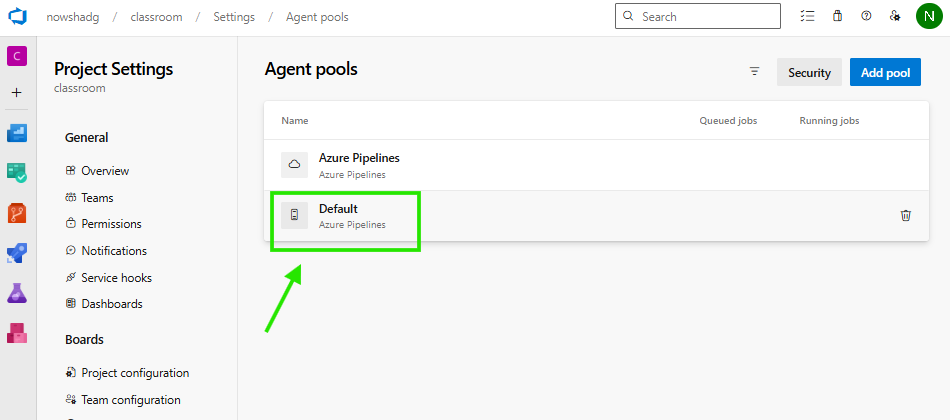 nowshadg / classroom / Settings / Agent pools
Search
N
C
Project Settings
classroom
General
Overview
Teams
Permissions
Notifications
Service hooks
Dashboards
Boards
Project configuration
Team configuration
Agent pools
Security
Add pool
Name Queued jobs Running jobs
Azure Pipelines
Azure Pipelines
Default
Azure Pipelines